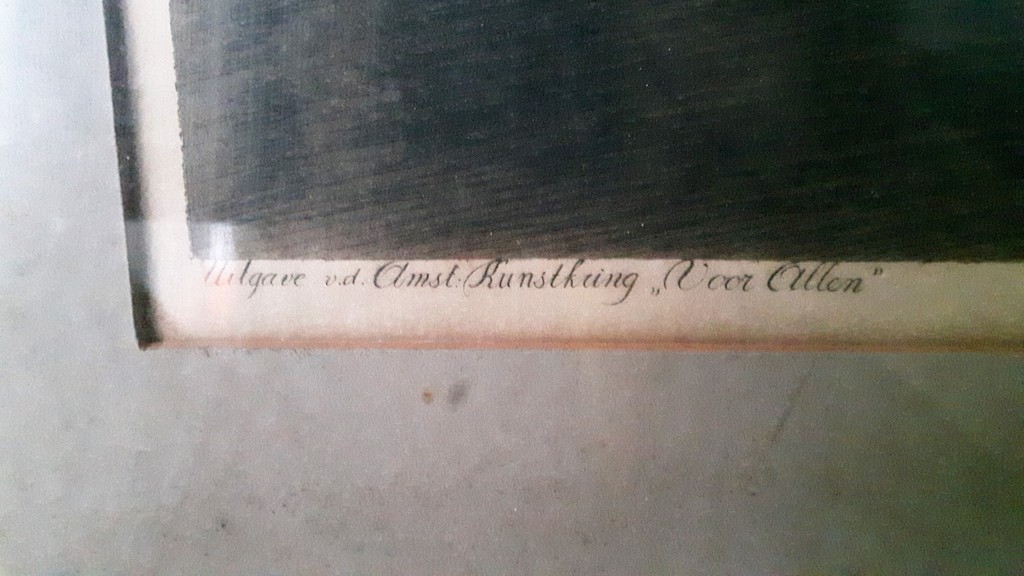 Uitgave v.d. Amst. Kunstkring „Voor Allen”